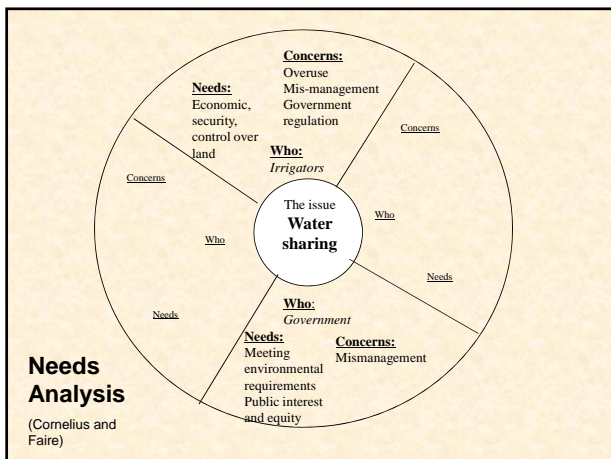 Concerns:
Overuse
Mis-management
Government
regulation
Needs:
Economic,
security,
control over
land
Who:
Irrigators
Concerns
Who
Needs
The issue
Water
sharing
Concerns
Who
Needs
Who:
Government
Needs:
Meeting
environmental
requirements
Public interest
and equity
Concerns:
Mismanagement
Needs
Analysis
(Cornelius and
Faire)